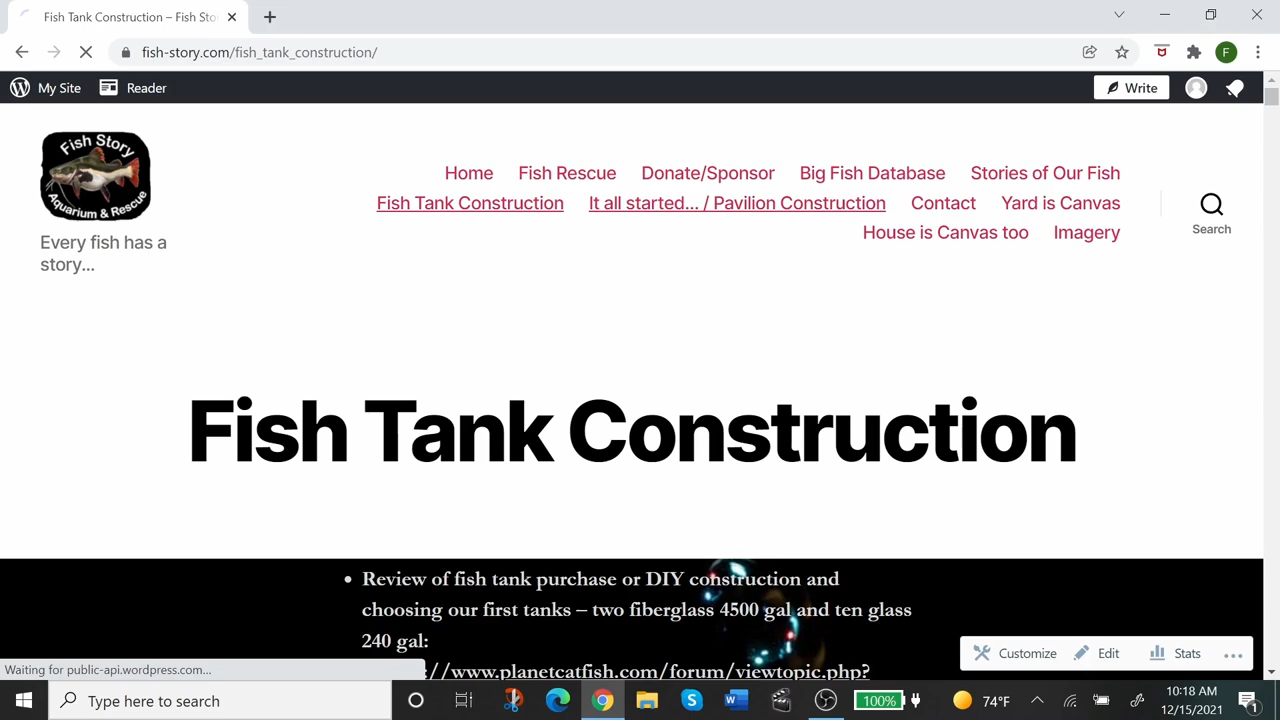 Fish Tank Construction – Fish Sto
fish-story.com/fish_tank_construction/
F
My Site
Reader
Write
Fish Story
Aquarium & Rescue
Every fish has a
story...
Home
Fish Rescue
Donate/Sponsor
Big Fish Database
Stories of Our Fish
Fish Tank Construction
It all started... / Pavilion Construction
Contact
Yard is Canvas
House is Canvas too
Imagery
Search
Fish Tank Construction
• Review of fish tank purchase or DIY construction and
choosing our first tanks – two fiberglass 4500 gal and ten glass
240 gal:
://www.planetcatfish.com/forum/viewtopic.php?
Waiting for public-api.wordpress.com...
Customize
Edit
Stats
...
Type here to search
100%
74°F
10:18 AM
12/15/2021
1